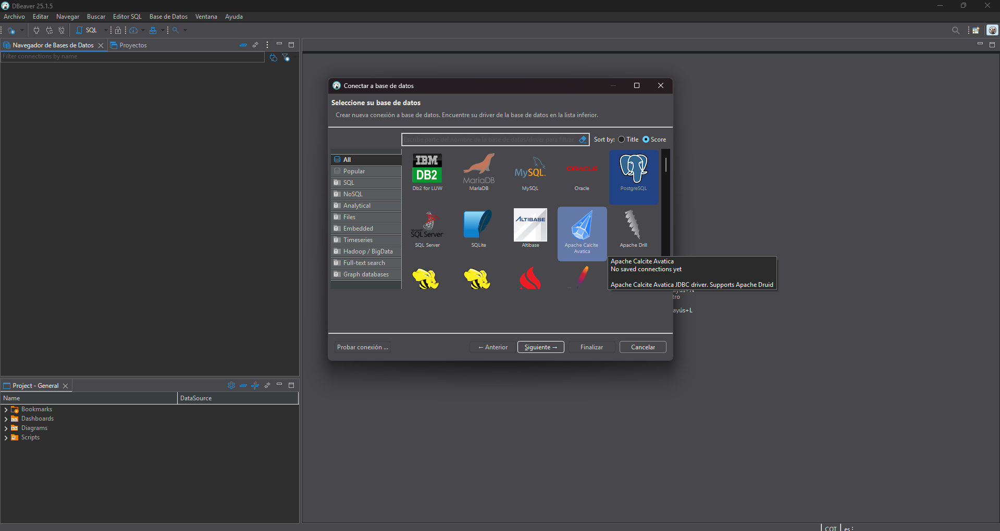 DBeaver 25.1.5
Archivo Editar Navegar Buscar Editor SQL Base de Datos Ventana Ayuda
SQL
Navegador de Bases de Datos Proyectos
Filter connections by name
Conectar a base de datos
Seleccione su base de datos
Crear nueva conexión a base de datos. Encuentre su driver de la base de datos en la lista inferior.
Escribe parte del nombre de la base de datos/driver para filtrar
Sort by: Title Score
All
Popular
SQL
NoSQL
Analytical
Files
Embedded
Timeseries
Hadoop / BigData
Full-text search
Graph databases
IBM
DB2
Db2 for LUW
MariaDB
MariaDB
MySQL
MySQL
ORACLE
Oracle
PostgreSQL
Microsoft
SQL Server
SQL Server
SQLite
ALTIBASE
Altibase
Apache Calcite
Avatica
Apache Drill
Apache Calcite Avatica
No saved connections yet
Apache Calcite Avatica JDBC driver. Supports Apache Druid
ayús+N
tro
ayús+L
Probar conexión ... ← Anterior Siguiente → Finalizar Cancelar
Project - General
Name DataSource
Bookmarks
Dashboards
Diagrams
Scripts
COT es